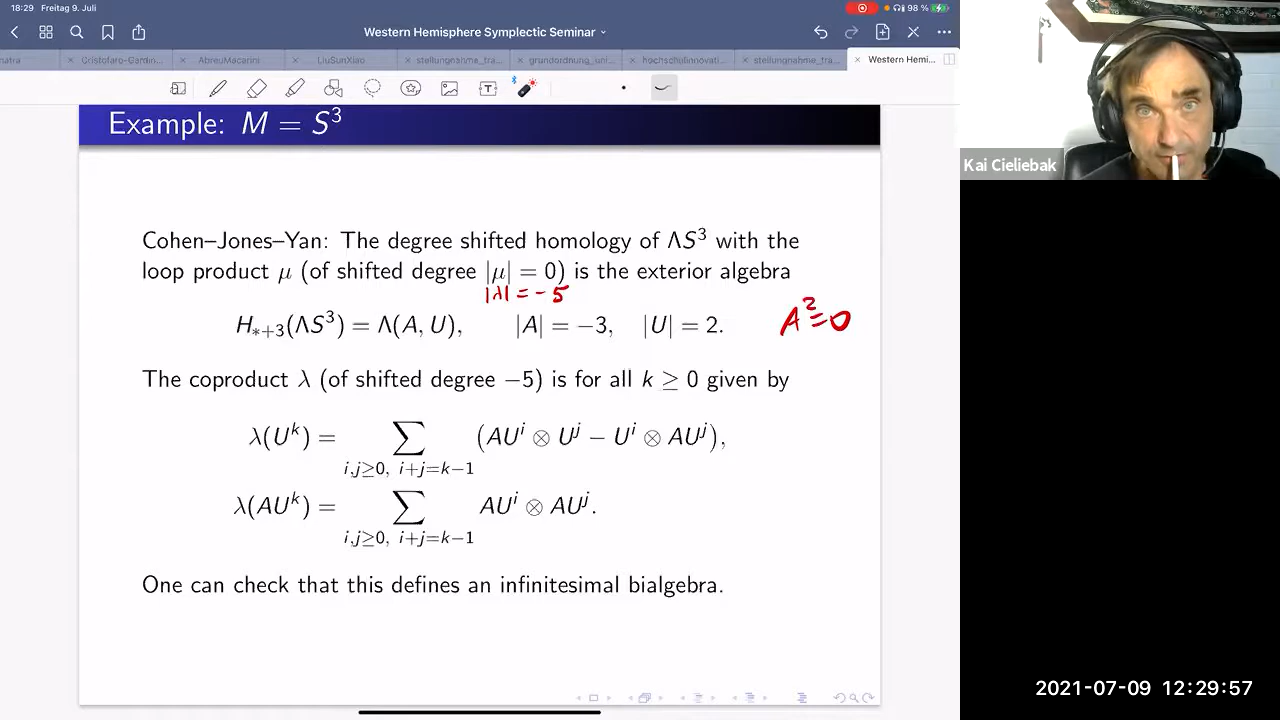 18:29 Freitag 9. Juli
98 %
Western Hemisphere Symplectic Seminar
Cristofaro-Gardin... AbreuMacarini LiuSunXiao stellungnahme_tra... grundordnung_uni... hochschulinnovati... stellungnahme_tra... Western Hemi...
Example: M = S³
Kai Cieliebak
Cohen–Jones–Yan: The degree shifted homology of ΛS³ with the
loop product μ (of shifted degree |μ| = 0) is the exterior algebra
|λ| = -5
H_{*+3}(ΛS³) = Λ(A, U), |A| = −3, |U| = 2. A² = 0
The coproduct λ (of shifted degree −5) is for all k ≥ 0 given by
λ(U^k) = ∑_{i,j≥0, i+j=k−1} (AU^i ⊗ U^j − U^i ⊗ AU^j),
λ(AU^k) = ∑_{i,j≥0, i+j=k−1} AU^i ⊗ AU^j.
One can check that this defines an infinitesimal bialgebra.
2021-07-09 12:29:57